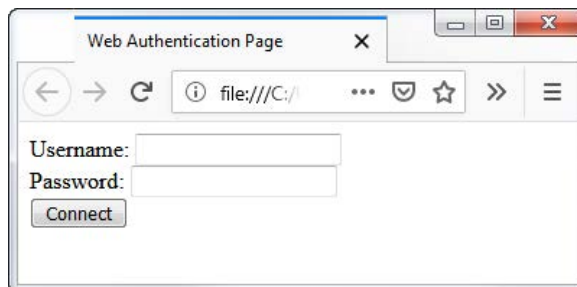 Web Authentication Page
file:///C:/
Username:
Password:
Connect